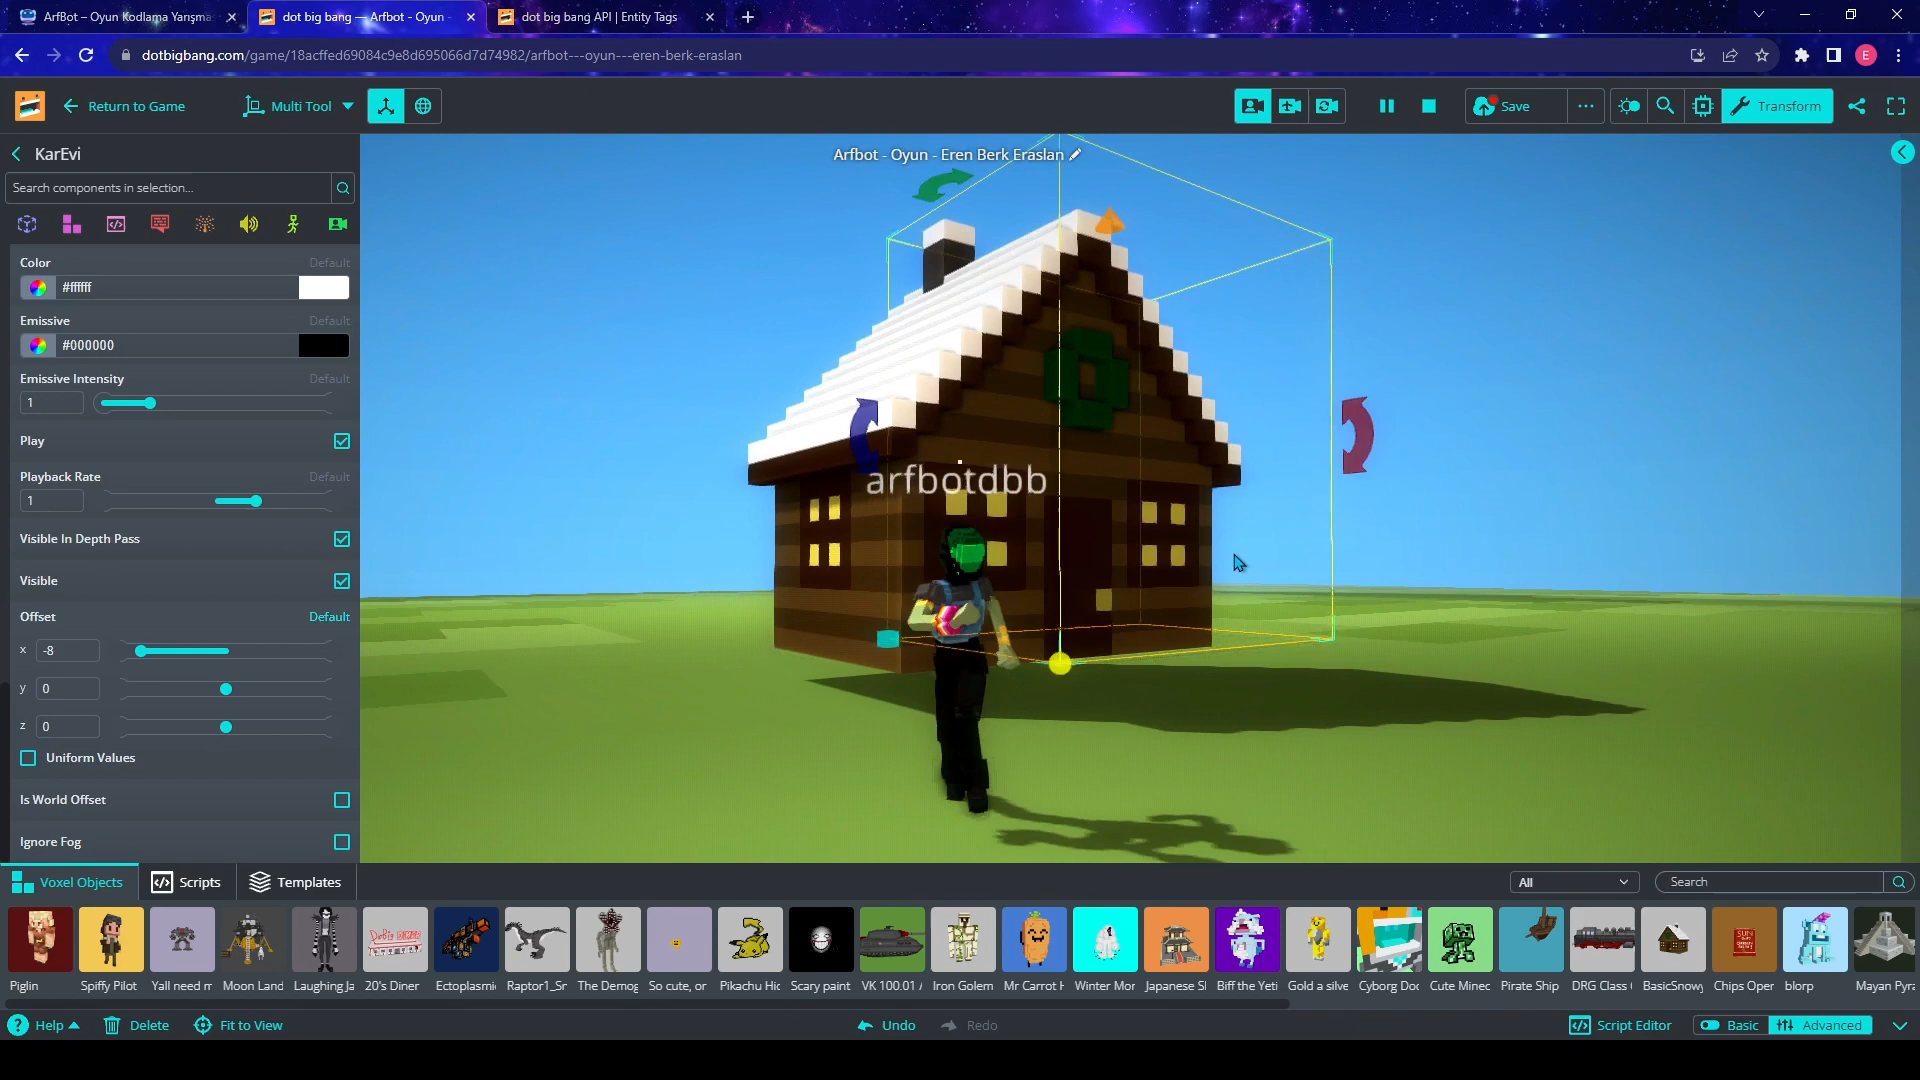 ArfBot – Oyun Kodlama Yarışma
dot big bang — Arfbot - Oyun -
dot big bang API | Entity Tags
dotbigbang.com/game/18acffed69084c9e8d695066d7d74982/arfbot---oyun---eren-berk-eraslan
E
Return to Game
Multi Tool
Save
Transform
KarEvi
Arfbot - Oyun - Eren Berk Eraslan
Search components in selection...
Color
Default
#ffffff
Emissive
Default
#000000
Emissive Intensity
Default
1
Play
Playback Rate
Default
1
Visible In Depth Pass
Visible
Offset
Default
x
-8
y
0
z
0
Uniform Values
Is World Offset
Ignore Fog
arfbotdbb
Voxel Objects
Scripts
Templates
All
Search
Piglin
Spiffy Pilot
Yall need m
Moon Land
Laughing Ja
20's Diner
Ectoplasmi
Raptor1_Sr
The Demog
So cute, or
Pikachu Hic
Scary paint
VK 100.01 /
Iron Golem
Mr Carrot H
Winter Mor
Japanese Sl
Biff the Yeti
Gold a silve
Cyborg Doc
Cute Minec
Pirate Ship
DRG Class
BasicSnowy
Chips Oper
blorp
Mayan Pyra
Help
Delete
Fit to View
Undo
Redo
Script Editor
Basic
Advanced